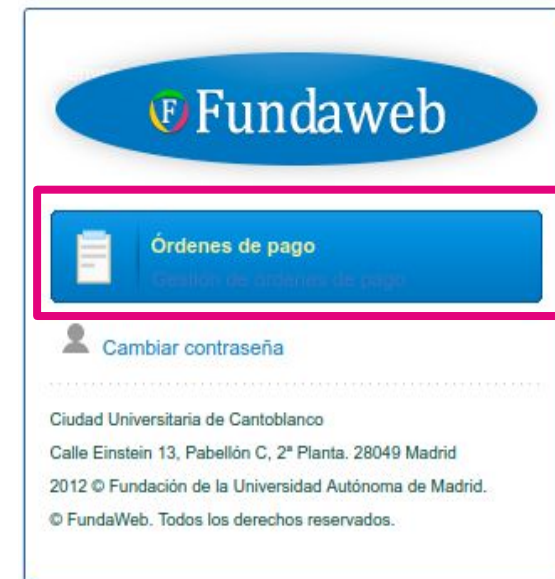 Fundaweb
Órdenes de pago
Gestión de órdenes de pago
Cambiar contraseña
Ciudad Universitaria de Cantoblanco
Calle Einstein 13, Pabellón C, 2ª Planta. 28049 Madrid
2012 © Fundación de la Universidad Autónoma de Madrid.
© FundaWeb. Todos los derechos reservados.